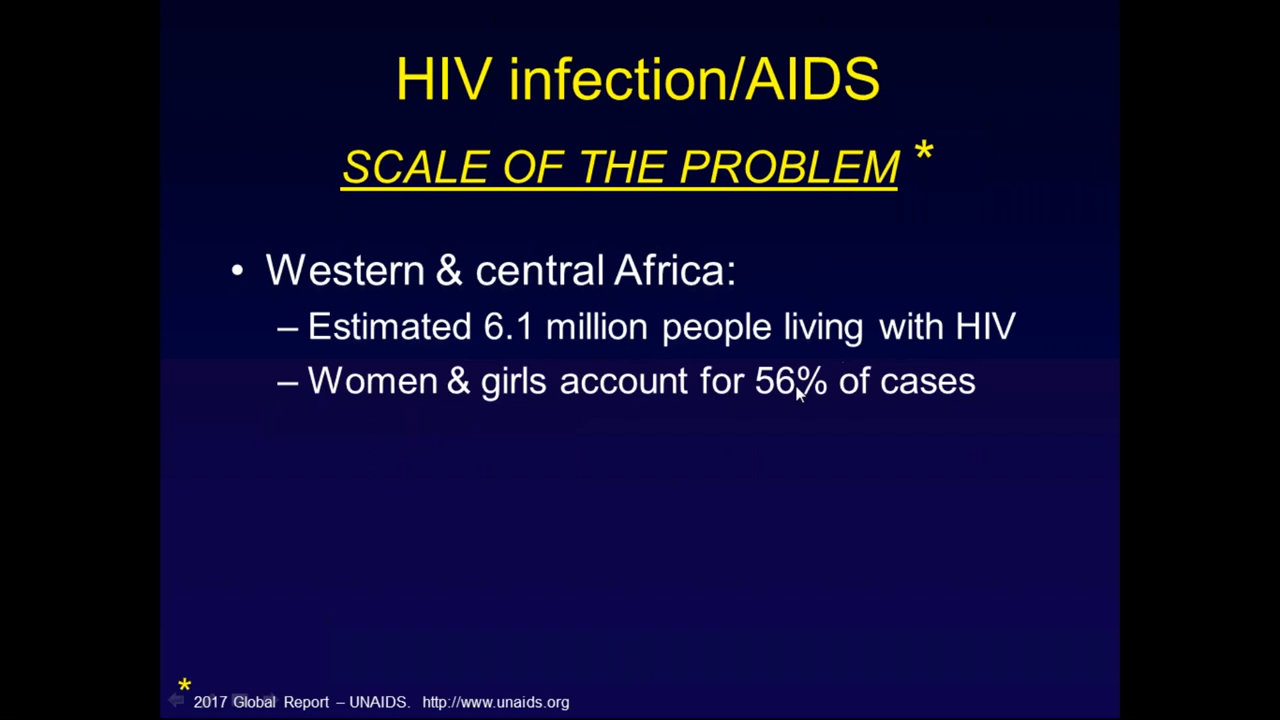 HIV infection/AIDS
SCALE OF THE PROBLEM *
• Western & central Africa:
– Estimated 6.1 million people living with HIV
– Women & girls account for 56% of cases
* 2017 Global Report – UNAIDS. http://www.unaids.org